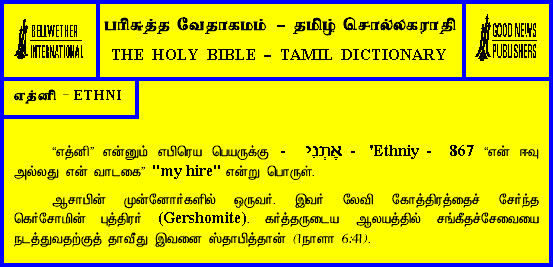 BELLWETHER
INTERNATIONAL
பரிசுத்த வேதாகமம் – தமிழ் சொல்லகராதி
THE HOLY BIBLE – TAMIL DICTIONARY
GOOD NEWS
PUBLISHERS
எத்னி – ETHNI
“எத்னி” என்னும் எபிரெய பெயருக்கு - אֶתְנִי - 'Ethniy - 867 “என் ஈவு
அல்லது என் வாடகை” "my hire" என்று பொருள்.
ஆசாபின் முன்னோர்களில் ஒருவர். இவர் லேவி கோத்திரத்தைச் சேர்ந்த
கெர்சோமின் புத்திரர் (Gershomite). கர்த்தருடைய ஆலயத்தில் சங்கீதச்சேவையை
நடத்துவதற்குத் தாவீது இவனை ஸ்தாபித்தான் (1நாளா 6:41).